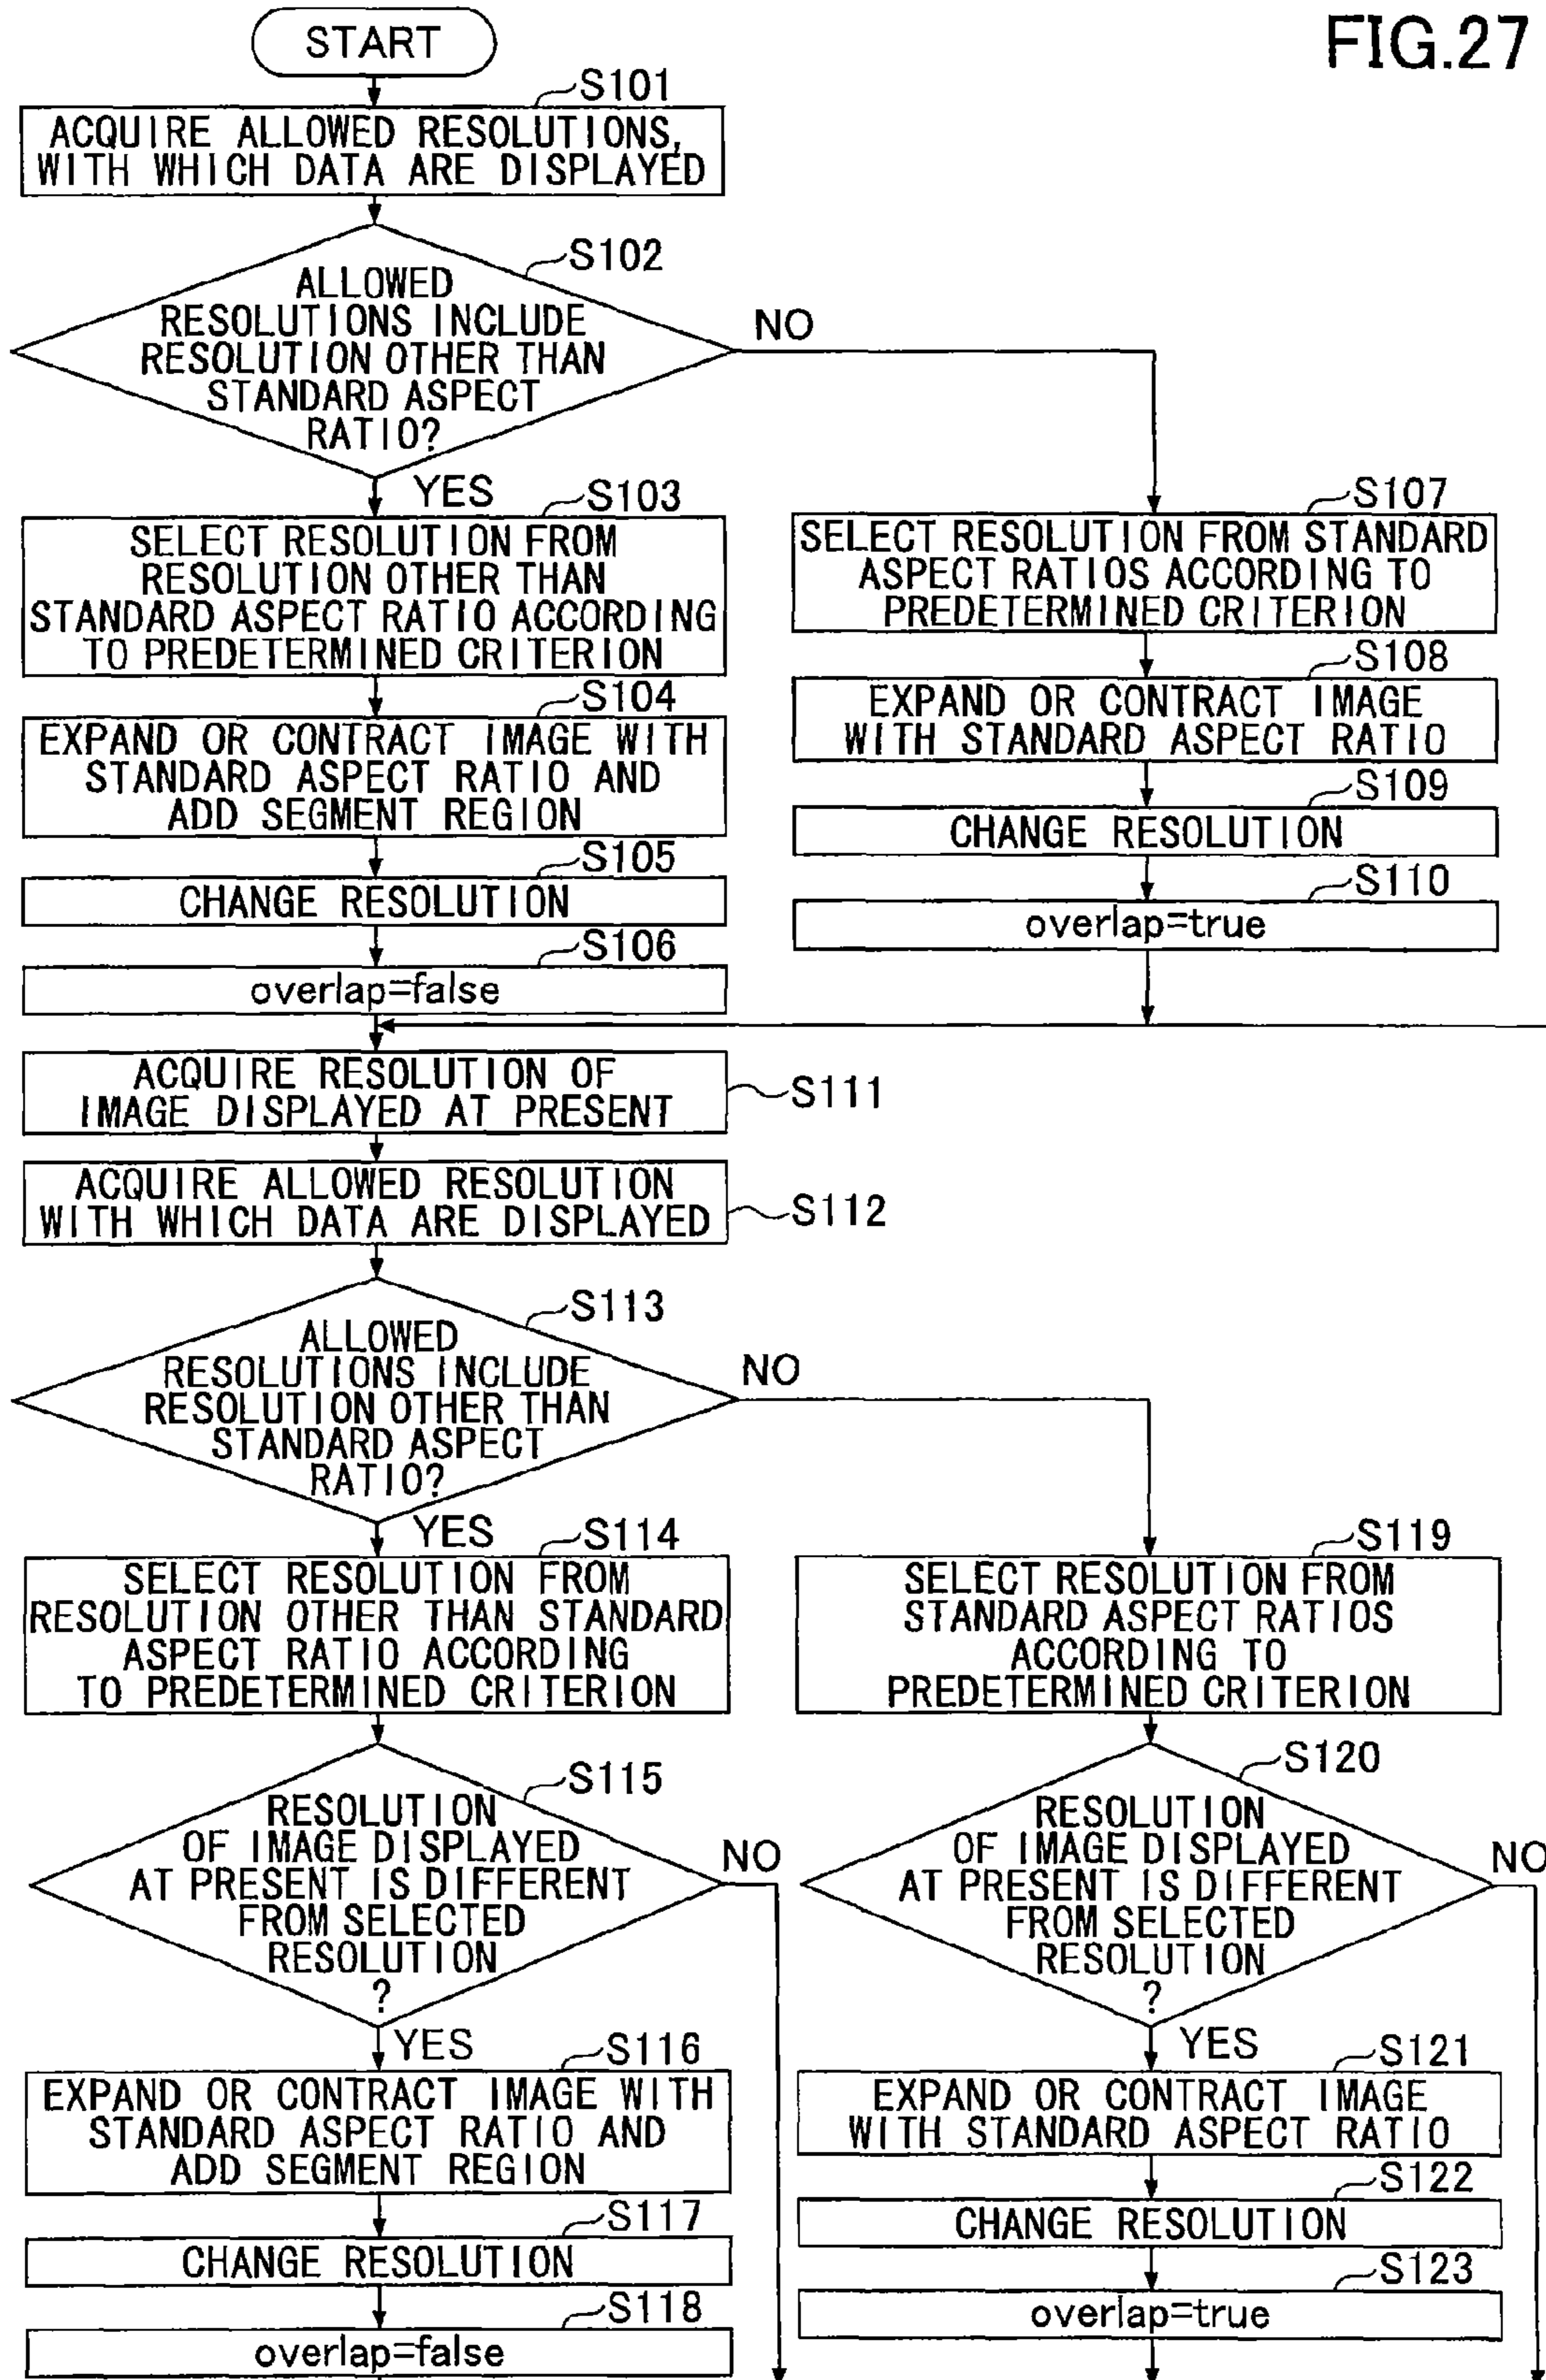 FIG.27
START
S101
ACQUIRE ALLOWED RESOLUTIONS,
WITH WHICH DATA ARE DISPLAYED
S102
ALLOWED
RESOLUTIONS INCLUDE
RESOLUTION OTHER THAN
STANDARD ASPECT
RATIO?
NO
YES
S103
SELECT RESOLUTION FROM
RESOLUTION OTHER THAN
STANDARD ASPECT RATIO ACCORDING
TO PREDETERMINED CRITERION
S104
EXPAND OR CONTRACT IMAGE WITH
STANDARD ASPECT RATIO AND
ADD SEGMENT REGION
S105
CHANGE RESOLUTION
S106
overlap=false
S107
SELECT RESOLUTION FROM STANDARD
ASPECT RATIOS ACCORDING TO
PREDETERMINED CRITERION
S108
EXPAND OR CONTRACT IMAGE
WITH STANDARD ASPECT RATIO
S109
CHANGE RESOLUTION
S110
overlap=true
ACQUIRE RESOLUTION OF
IMAGE DISPLAYED AT PRESENT
S111
ACQUIRE ALLOWED RESOLUTION
WITH WHICH DATA ARE DISPLAYED
S112
S113
ALLOWED
RESOLUTIONS INCLUDE
RESOLUTION OTHER THAN
STANDARD ASPECT
RATIO?
NO
YES
S114
SELECT RESOLUTION FROM
RESOLUTION OTHER THAN STANDARD
ASPECT RATIO ACCORDING
TO PREDETERMINED CRITERION
S115
RESOLUTION
OF IMAGE DISPLAYED
AT PRESENT IS DIFFERENT
FROM SELECTED
RESOLUTION
?
NO
YES
S116
EXPAND OR CONTRACT IMAGE WITH
STANDARD ASPECT RATIO AND
ADD SEGMENT REGION
S117
CHANGE RESOLUTION
S118
overlap=false
S119
SELECT RESOLUTION FROM
STANDARD ASPECT RATIOS
ACCORDING TO
PREDETERMINED CRITERION
S120
RESOLUTION
OF IMAGE DISPLAYED
AT PRESENT IS DIFFERENT
FROM SELECTED
RESOLUTION
?
NO
YES
S121
EXPAND OR CONTRACT IMAGE
WITH STANDARD ASPECT RATIO
S122
CHANGE RESOLUTION
S123
overlap=true